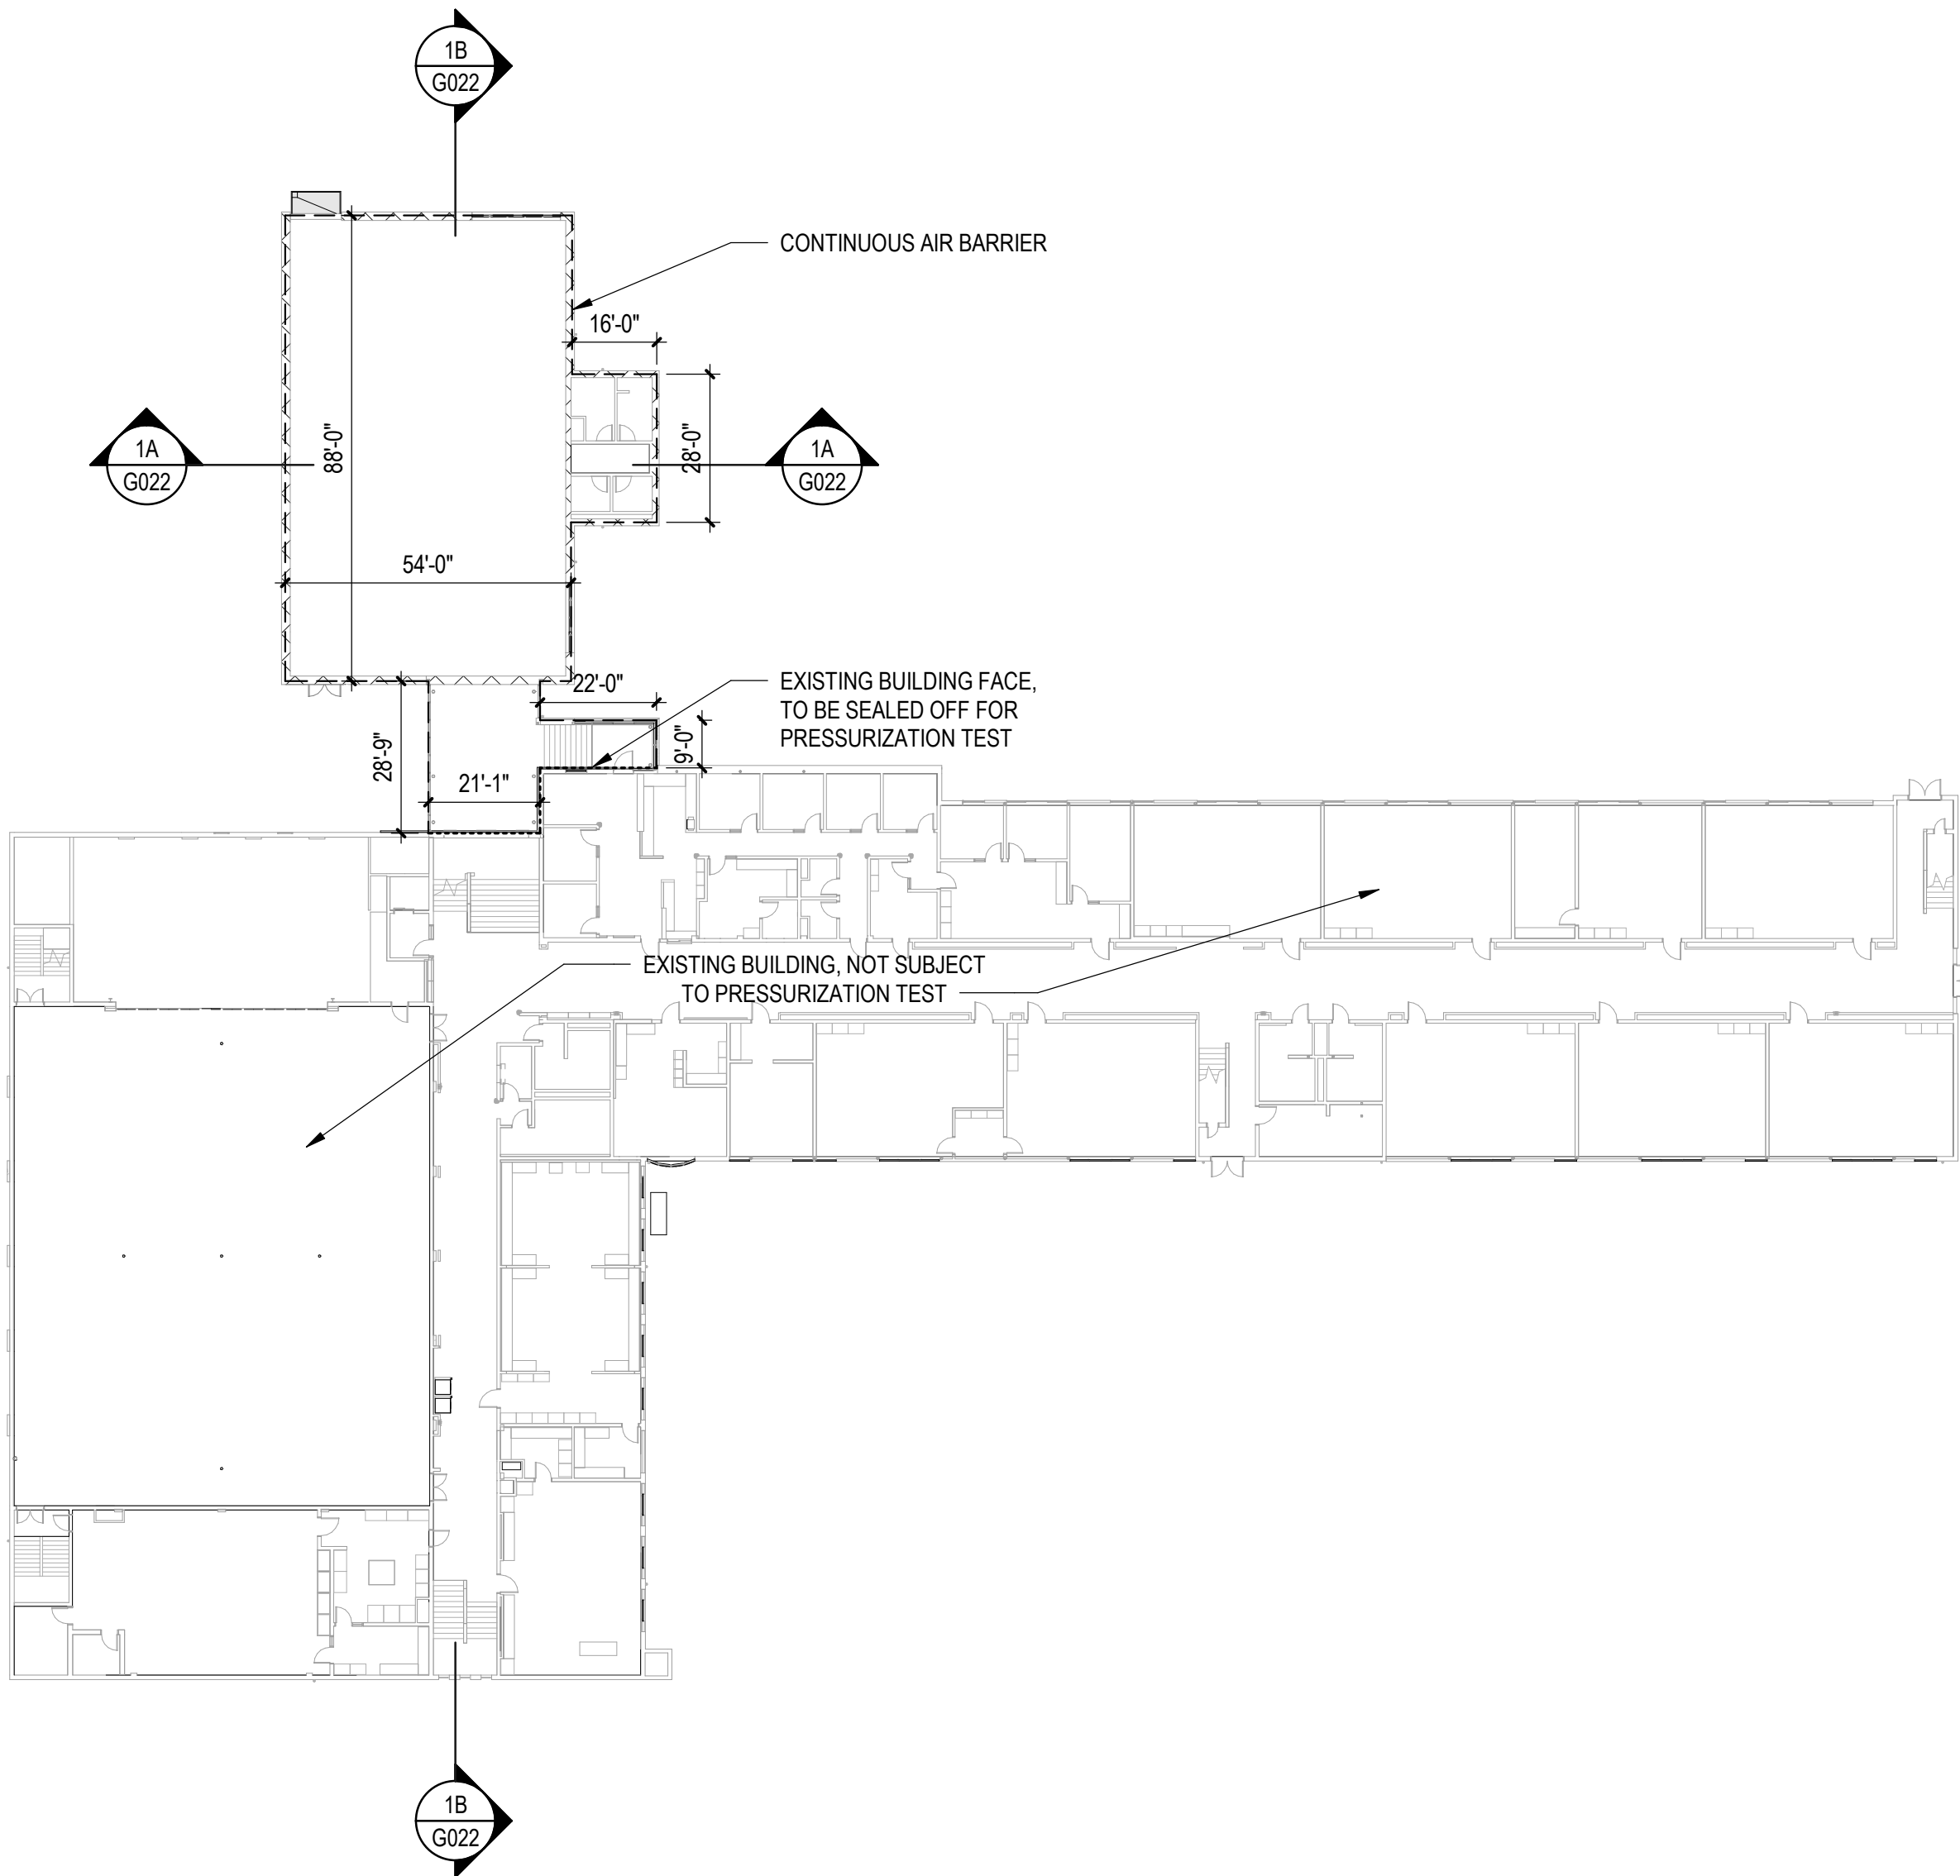 1B
G022
CONTINUOUS AIR BARRIER
16'-0"
1A
G022
88'-0"
28'-0"
1A
G022
54'-0"
22'-0"
EXISTING BUILDING FACE,
TO BE SEALED OFF FOR
PRESSURIZATION TEST
28'-9"
9'-0"
21'-1"
EXISTING BUILDING, NOT SUBJECT
TO PRESSURIZATION TEST
1B
G022